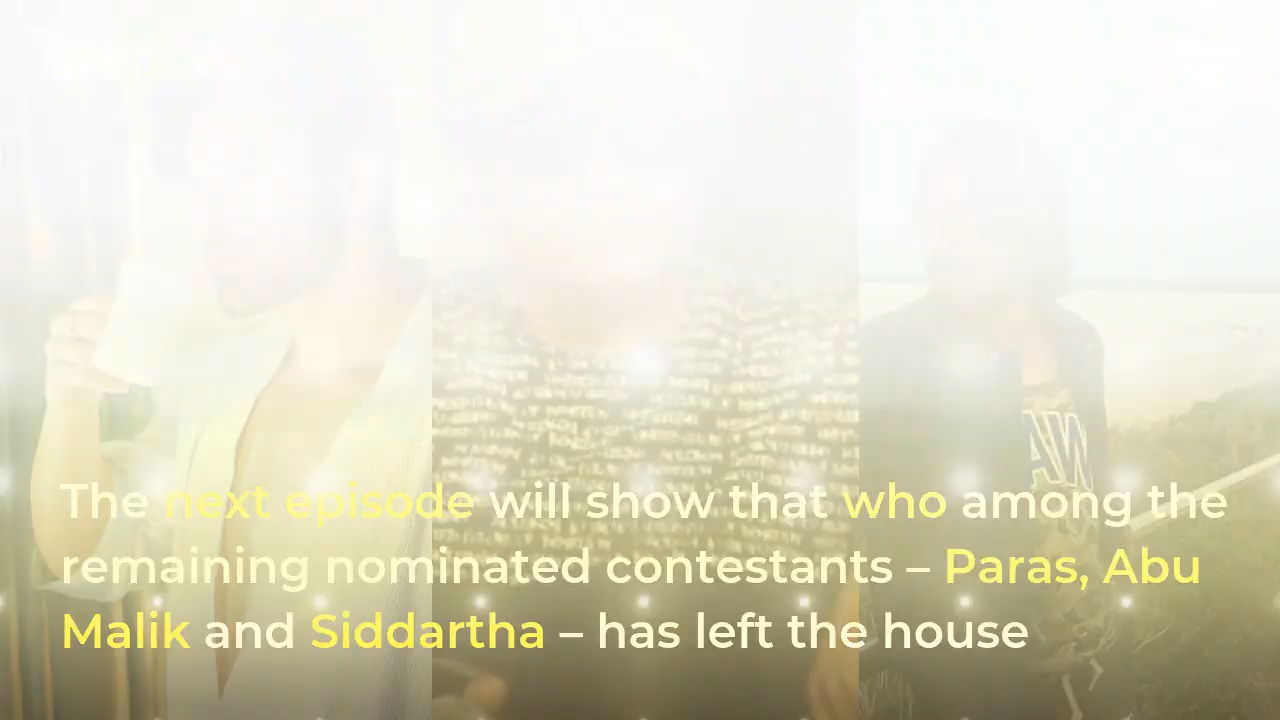 The next episode will show that who among the
remaining nominated contestants – Paras, Abu
Malik and Siddartha – has left the house